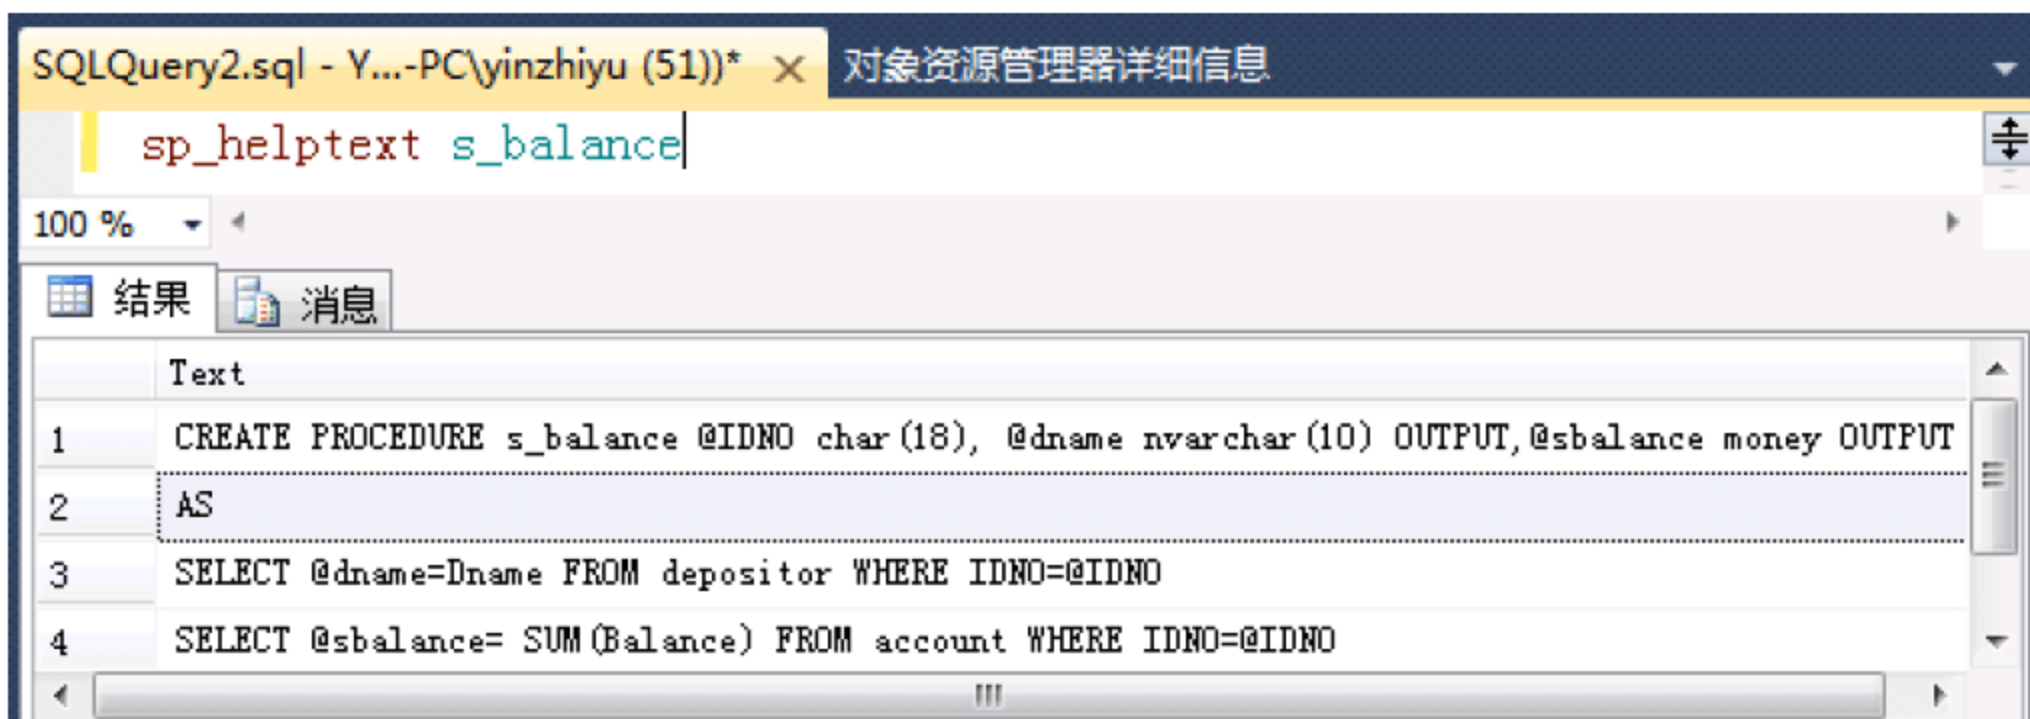 SQLQuery2.sql - Y...-PC\yinzhiyu (51))* × 对象资源管理器详细信息
sp_helptext s_balance
100 %
结果 消息
Text
1 CREATE PROCEDURE s_balance @IDNO char(18), @dname nvarchar(10) OUTPUT,@sbalance money OUTPUT
2 AS
3 SELECT @dname=Dname FROM depositor WHERE IDNO=@IDNO
4 SELECT @sbalance= SUM(Balance) FROM account WHERE IDNO=@IDNO